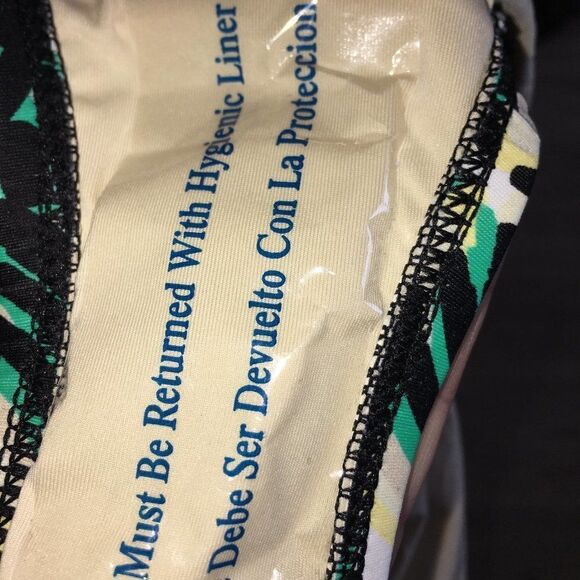 Must Be Returned With Hygienic Liner
Debe Ser Devuelto Con La Proteccion